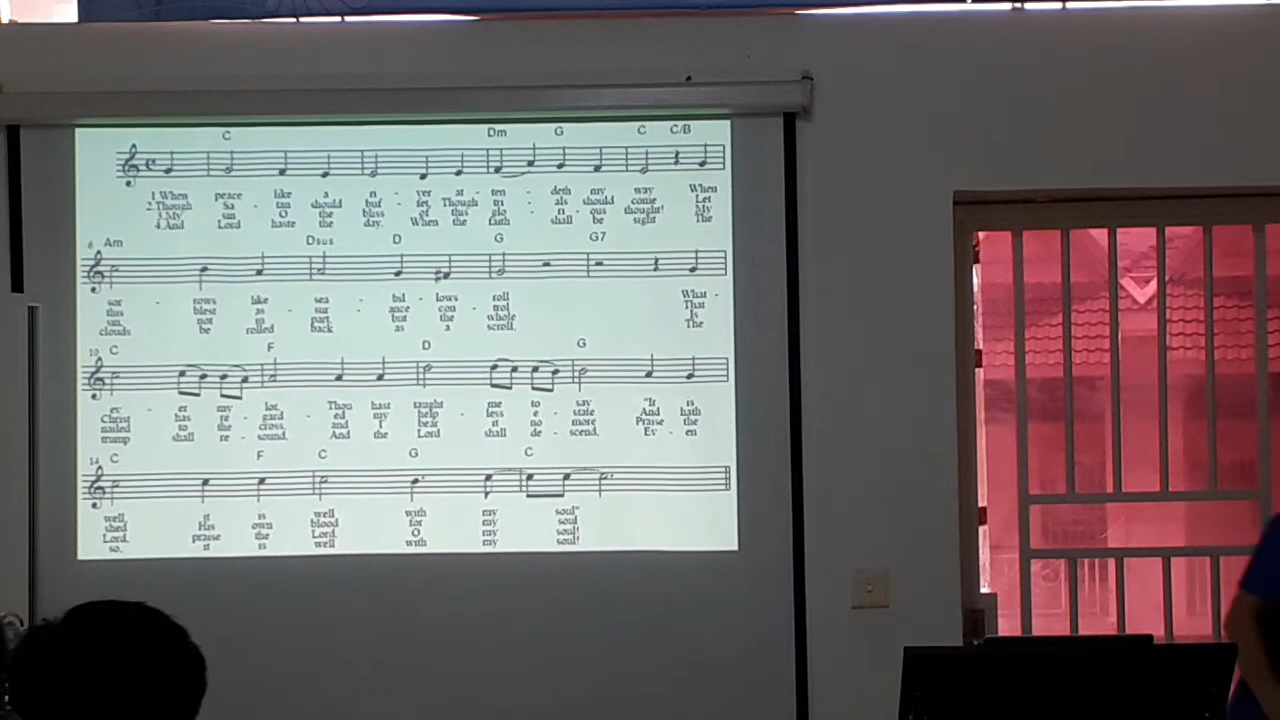 C Dm G C C/B
1.When peace like a ri - ver at - ten - deth my way When
2.Though Sa - tan should buf - fet, Though tri - als should come Let
3.My sin O the bliss of this glo - ri - ous thought! My
4.And Lord haste the day. When the faith shall be sight The
6 Am Dsus D G G7
sor - rows like sea - bil - lows roll What -
this blest as - sur - ance con - trol That
sin, not in part, but the whole Is
clouds be rolled back as a scroll, The
10 C F D G
ev - er my lot, Thou hast taught me to say "It is
Christ has re - gard - ed my help - less e - state And hath
nailed to the cross, and I bear it no more Praise the
trump shall re - sound, And the Lord shall de - scend, Ev - en
14 C F C G C
well, it is well with my soul"
shed His own blood for my soul
Lord, praise the Lord, O my soul!
so, it is well with my soul!